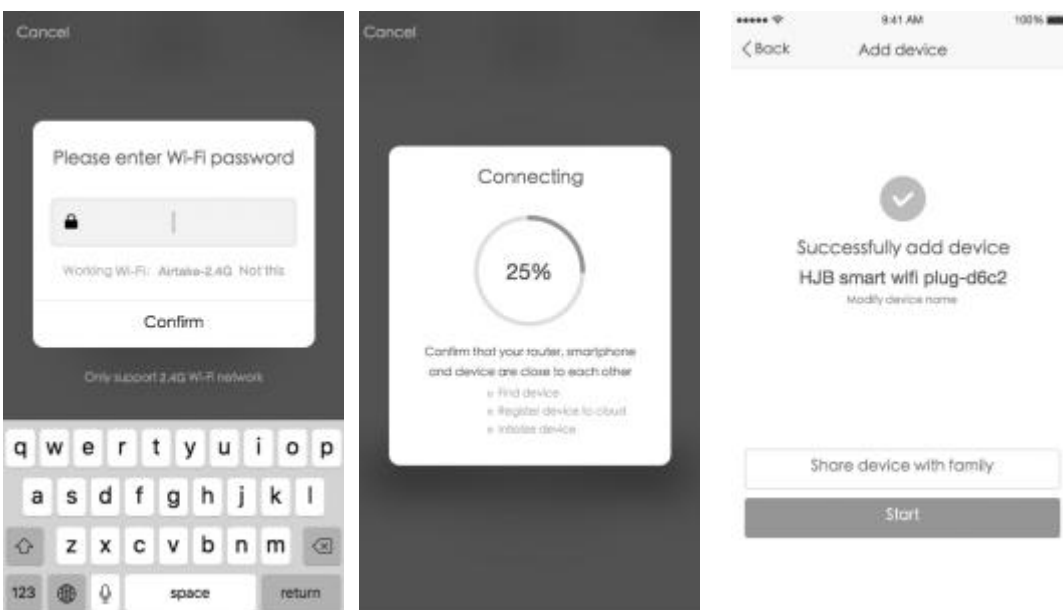 Cancel
Please enter Wi-Fi password
Working Wi-Fi: Airtake-2.4G Not this
Confirm
Only support 2.4G Wi-Fi network
q w e r t y u i o p
a s d f g h j k l
z x c v b n m
123 space return
Cancel
Connecting
25%
Confirm that your router, smartphone
and device are close to each other
Find device
Register device to cloud
Initialize device
9:41 AM 100%
Back Add device
Successfully add device
HJB smart wifi plug-d6c2
Modify device name
Share device with family
Start